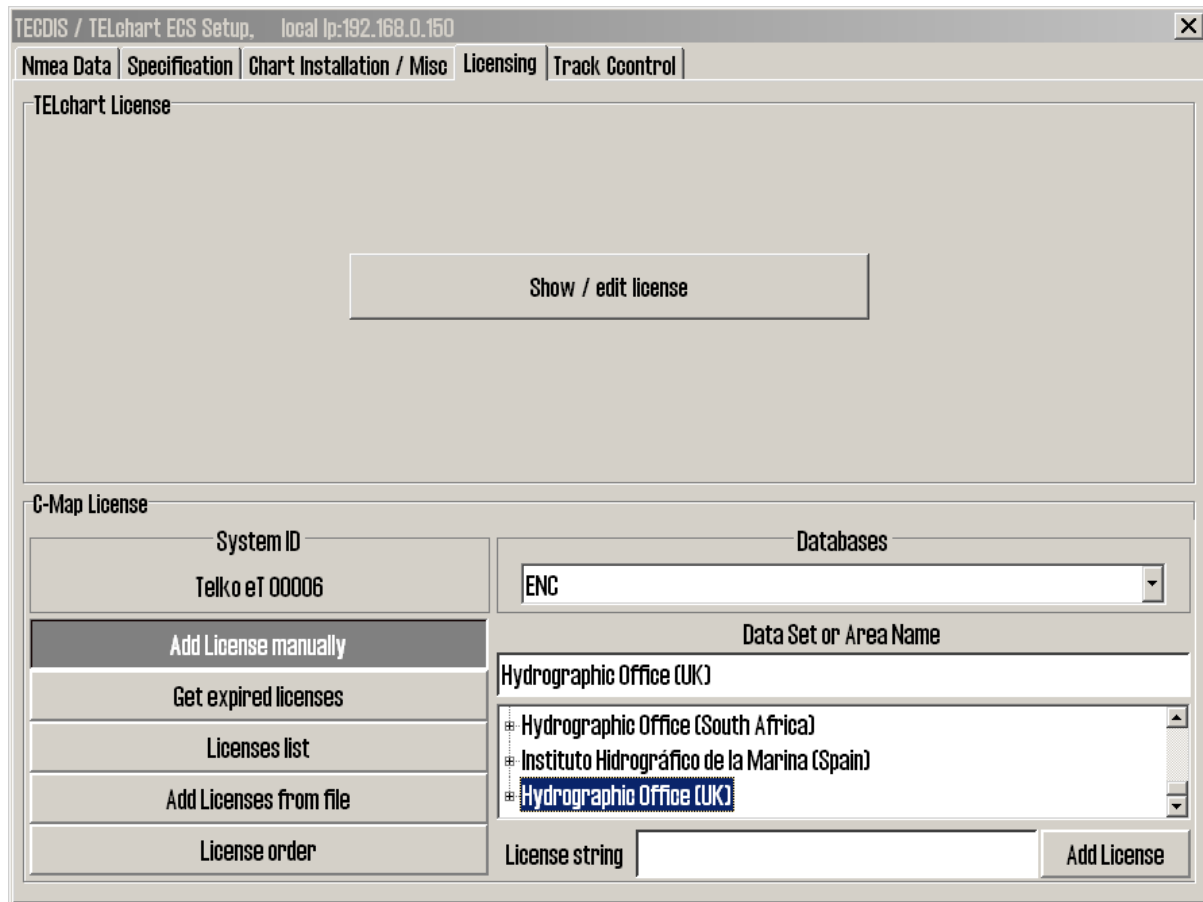 TECDIS / TELchart ECS Setup,    local Ip:192.168.0.150
Nmea Data Specification Chart Installation / Misc Licensing Track Ccontrol
TELchart License
Show / edit license
C-Map License
System ID
Telko eT 00006
Databases
ENC
Add License manually
Get expired licenses
Licenses list
Add Licenses from file
License order
Data Set or Area Name
Hydrographic Office (UK)
Hydrographic Office (South Africa)
Instituto Hidrográfico de la Marina (Spain)
Hydrographic Office (UK)
License string
Add License